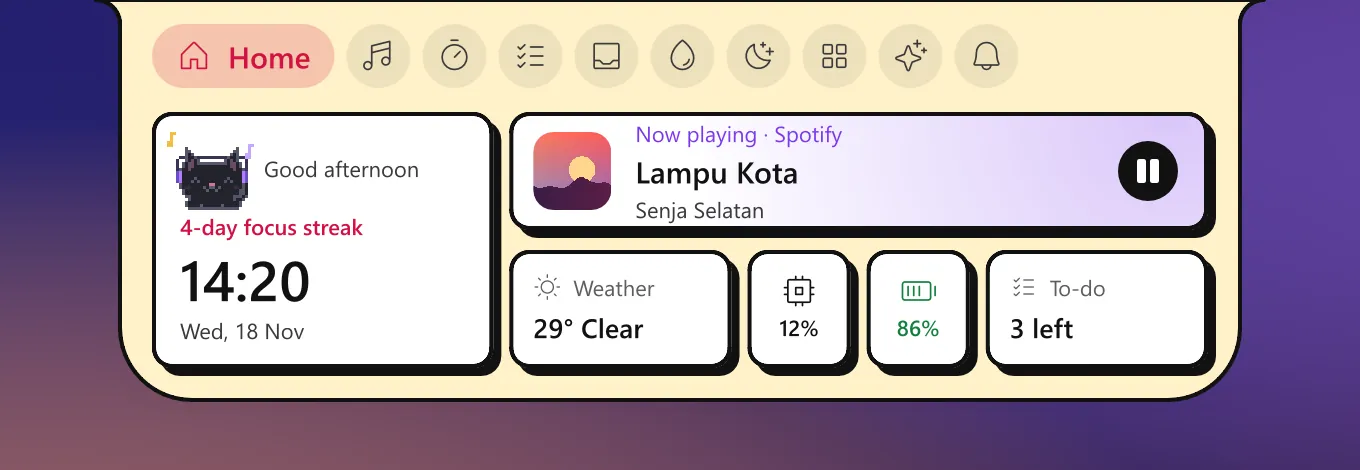 Home
Good afternoon
4-day focus streak
14:20
Wed, 18 Nov
Now playing · Spotify
Lampu Kota
Senja Selatan
Weather
29° Clear
12%
86%
To-do
3 left